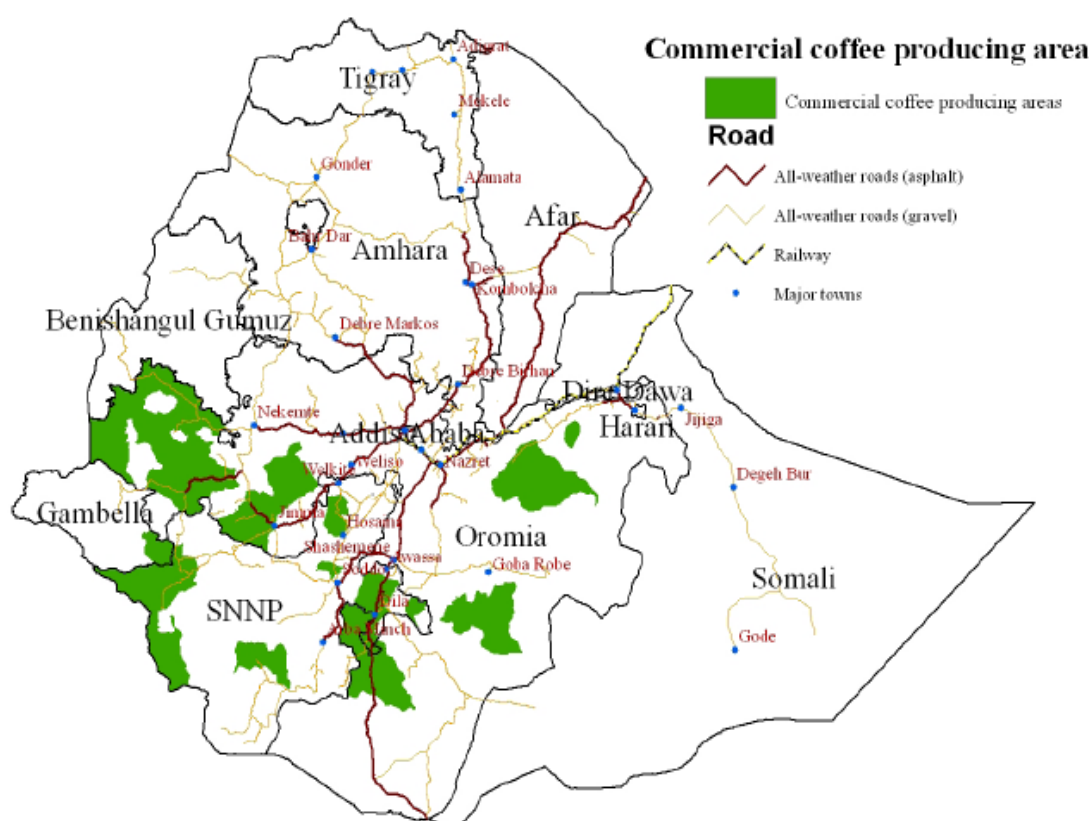 Commercial coffee producing area
Commercial coffee producing areas
Road
All-weather roads (asphalt)
All-weather roads (gravel)
Railway
Major towns
Adigrat
Tigray
Mekele
Gonder
Alamata
Afar
Bahr Dar
Amhara
Dese
Kombolcha
Benishangul Gumuz
Debre Markos
Debre Birhan
Dire Dawa
Nekemte
Addis Ababa
Harari
Jijiga
Weliso
Nazret
Welkite
Degeh Bur
Gambella
Jimma
Hosaina
Oromia
Shashemene
Awassa
Goba Robe
Sodo
Somali
SNNP
Dila
Arba Minch
Gode